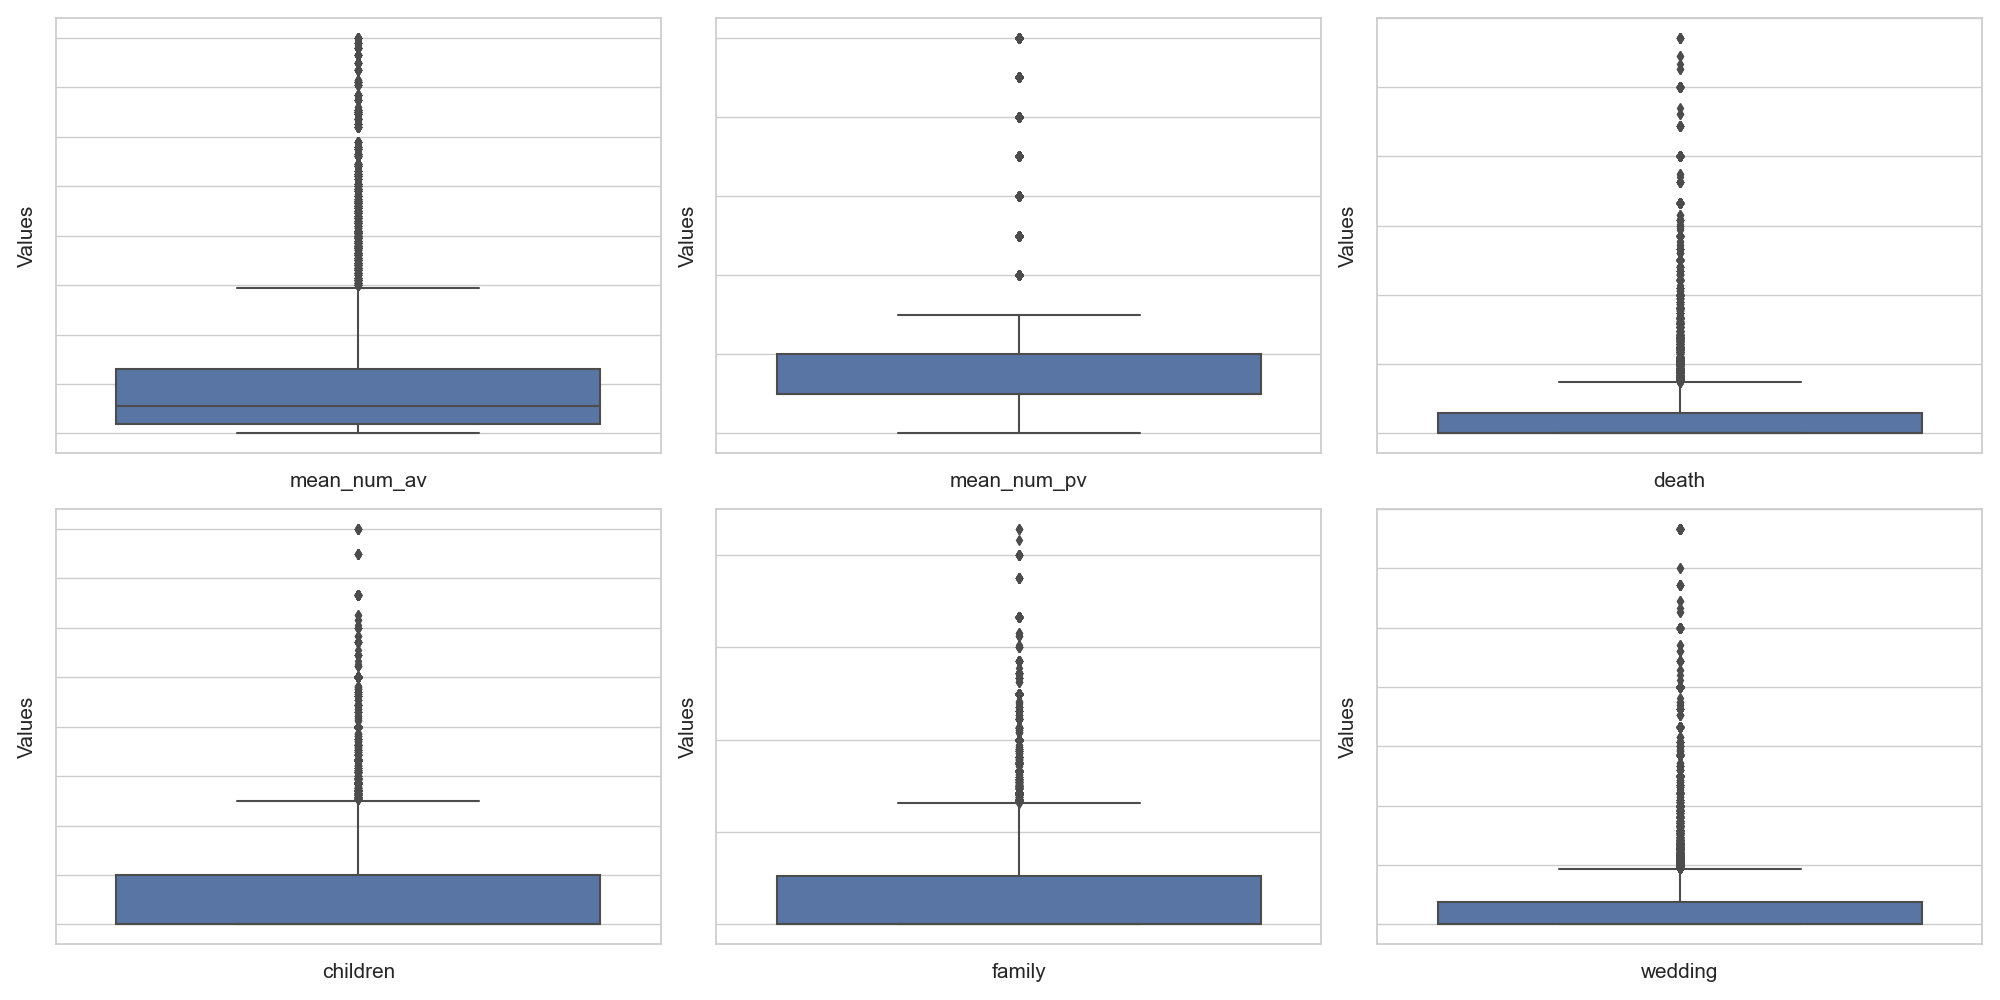 Values
mean_num_av
Values
mean_num_pv
Values
death
Values
children
Values
family
Values
wedding